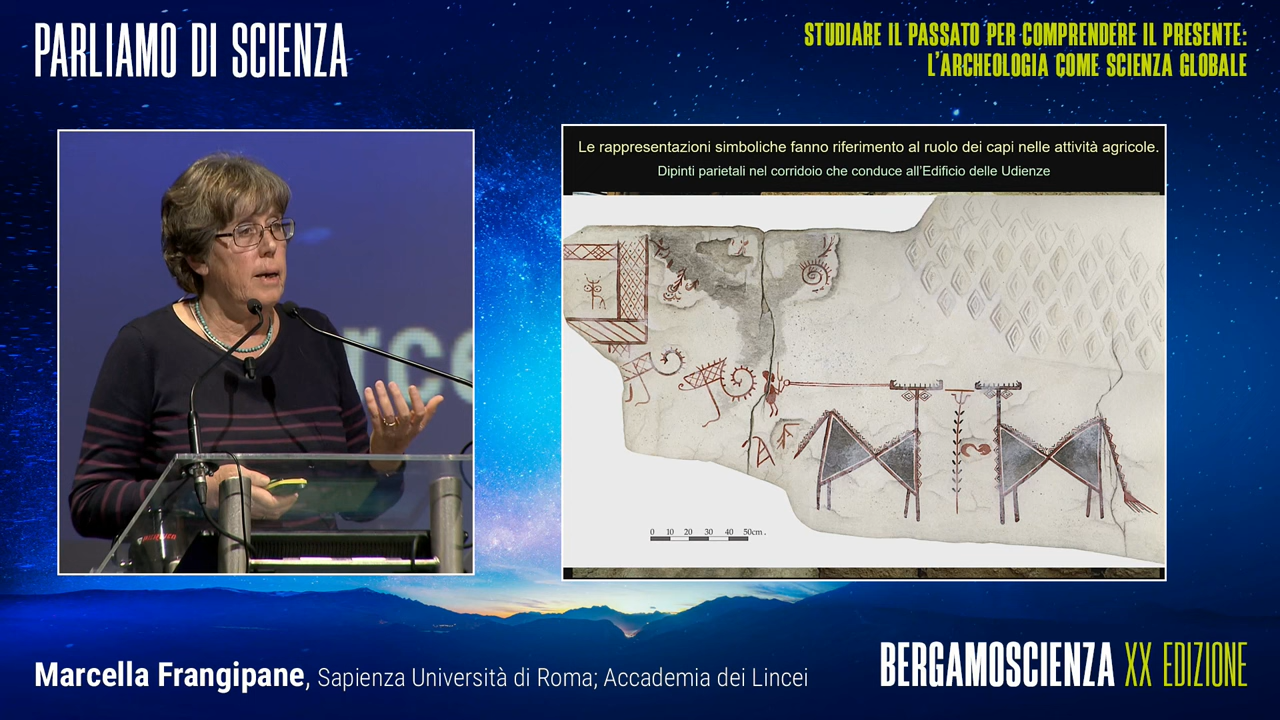 PARLIAMO DI SCIENZA
STUDIARE IL PASSATO PER COMPRENDERE IL PRESENTE:
L'ARCHEOLOGIA COME SCIENZA GLOBALE
Le rappresentazioni simboliche fanno riferimento al ruolo dei capi nelle attività agricole.
Dipinti parietali nel corridoio che conduce all'Edificio delle Udienze
rce
0 10 20 30 40 50cm.
Marcella Frangipane, Sapienza Università di Roma; Accademia dei Lincei
BERGAMOSCIENZA XX EDIZIONE